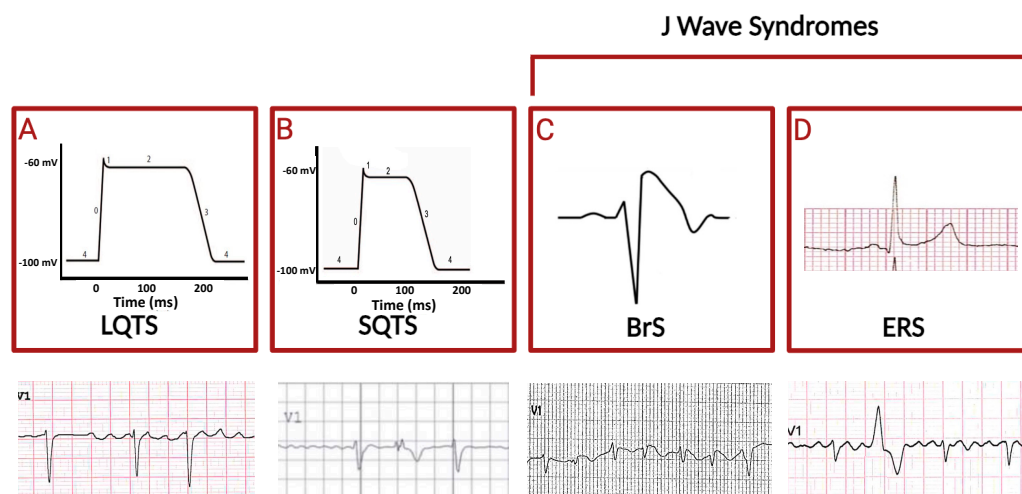 J Wave Syndromes
A
-60 mV
1
2
0
3
4
4
-100 mV
0
100
200
Time (ms)
LQTS
B
-60 mV
1
2
0
3
4
4
-100 mV
0
100
200
Time (ms)
SQTS
C
BrS
D
ERS
V1
V1
V1
V1